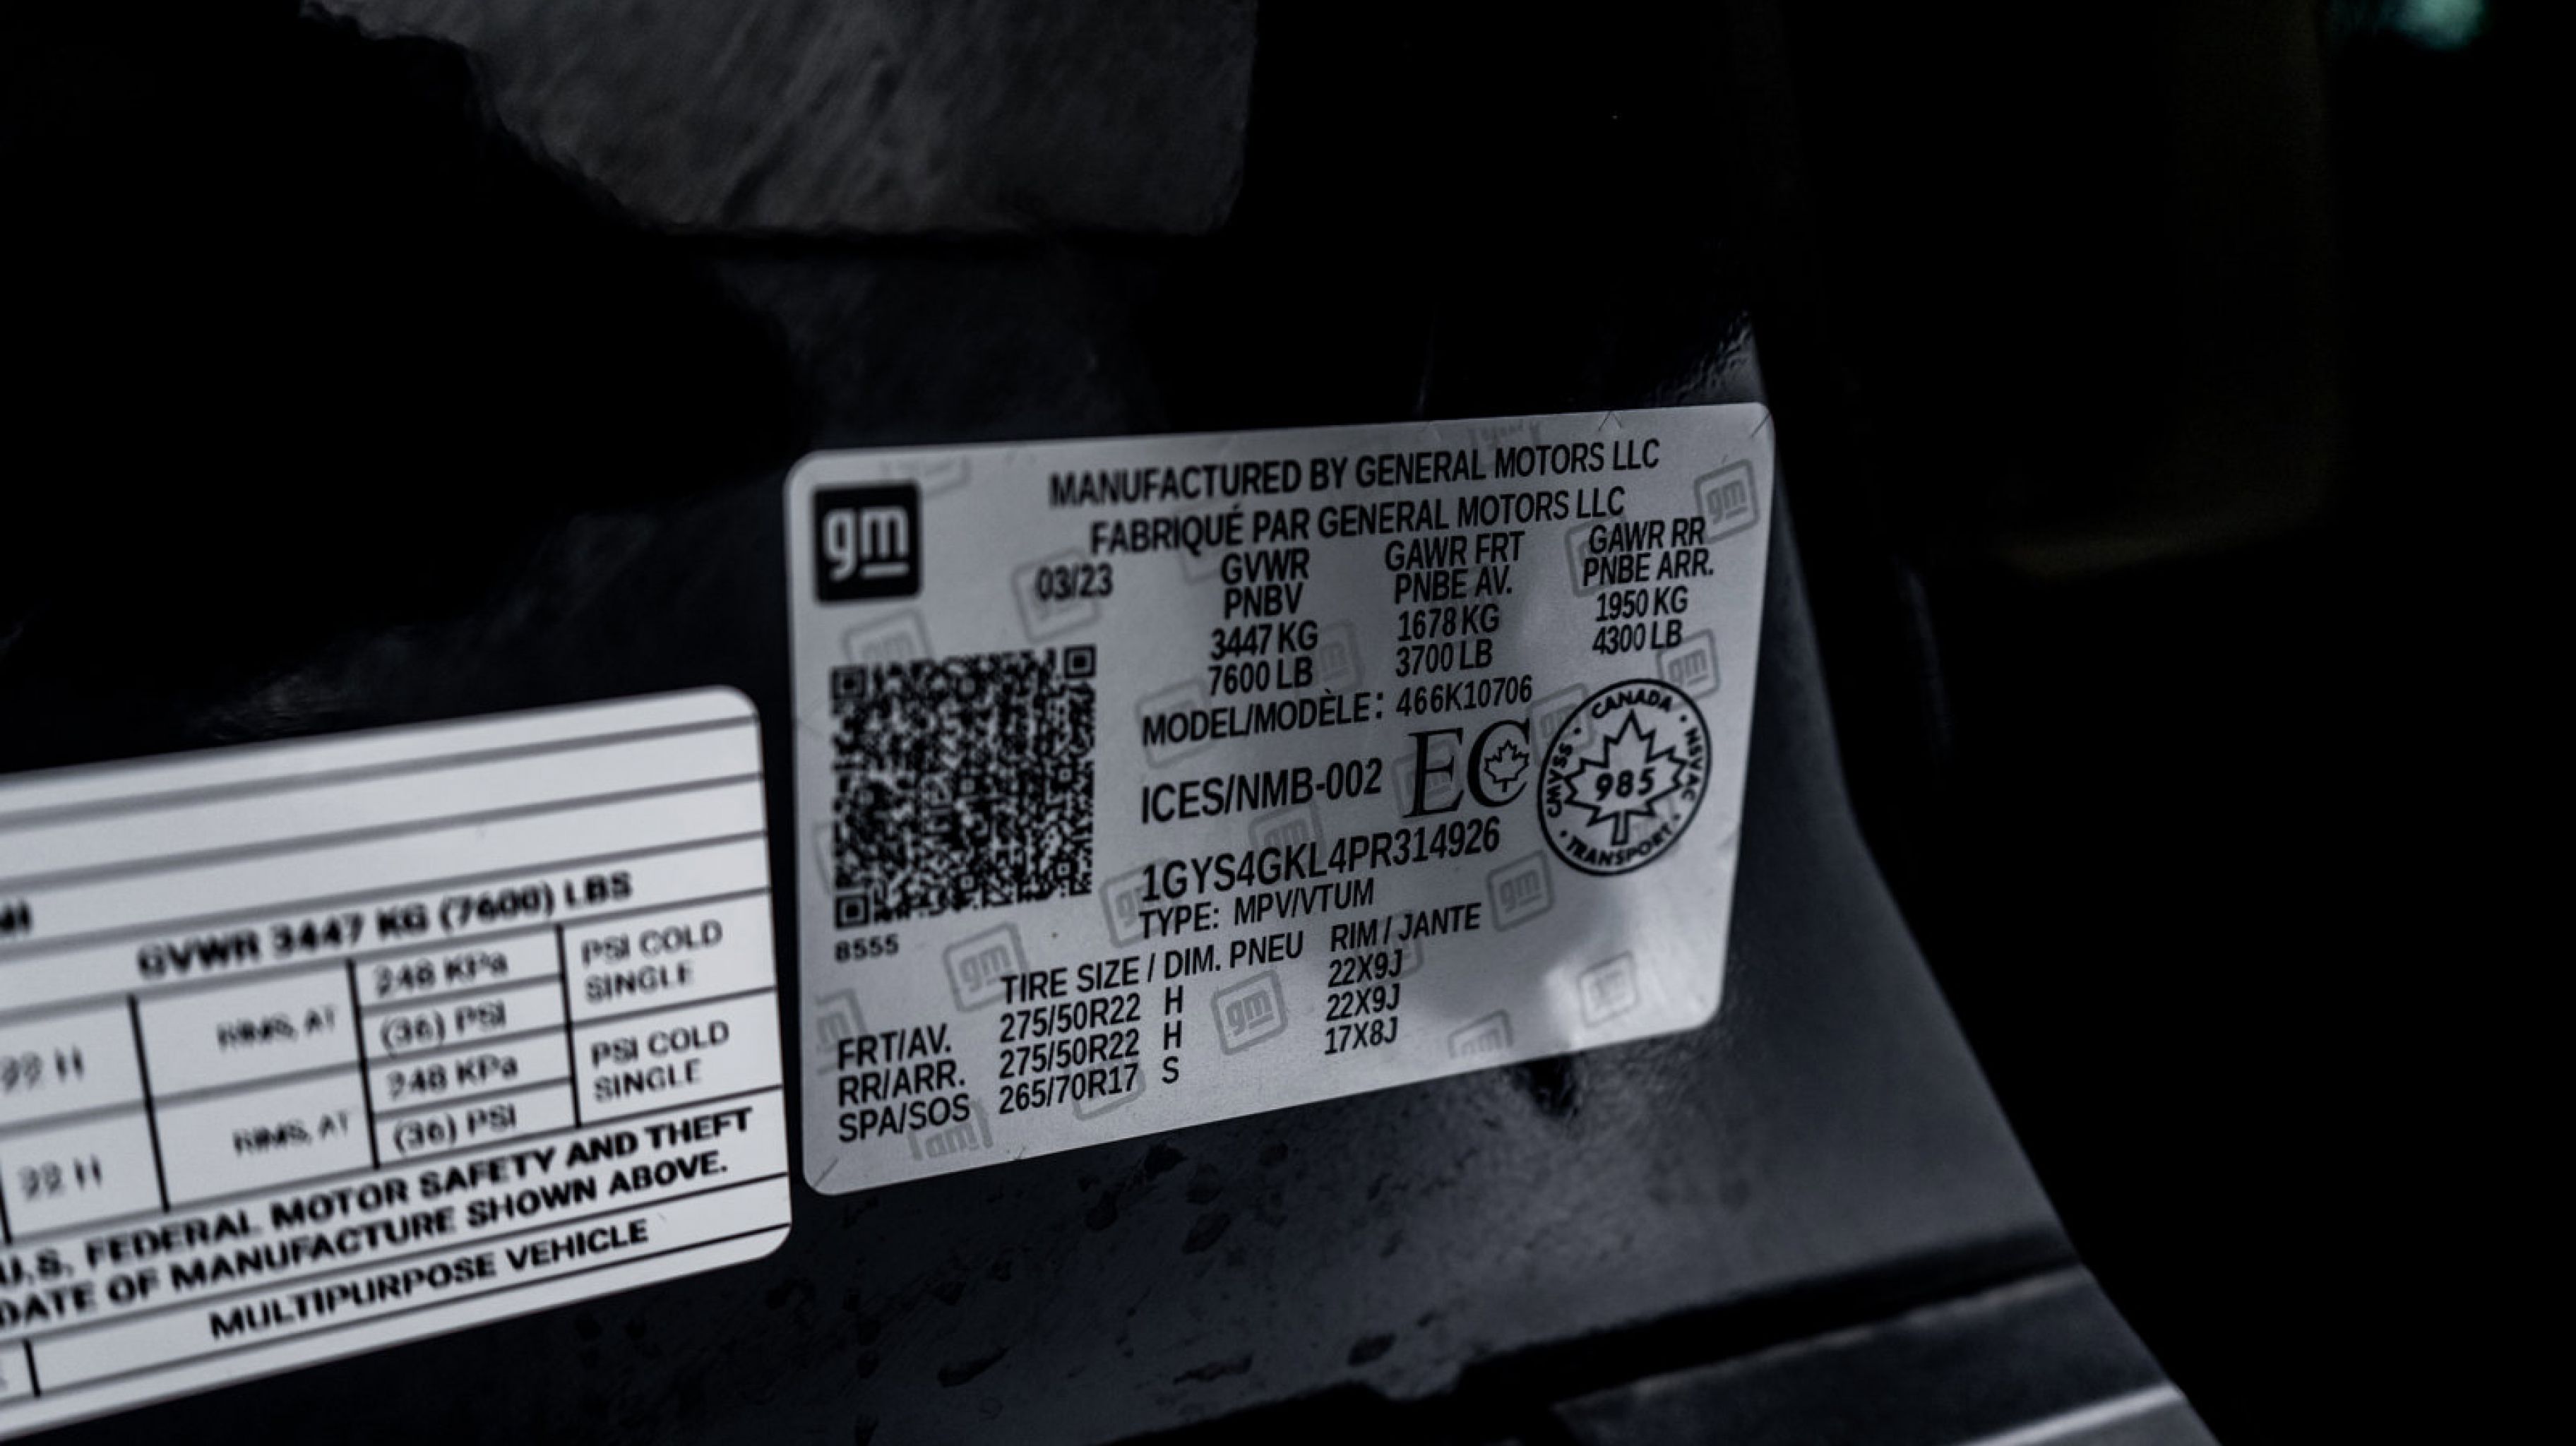 gm
MANUFACTURED BY GENERAL MOTORS LLC
FABRIQUÉ PAR GENERAL MOTORS LLC
03/23 GVWR GAWR FRT GAWR RR
PNBV PNBE AV. PNBE ARR.
3447 KG 1678 KG 1950 KG
7600 LB 3700 LB 4300 LB
MODEL/MODÈLE: 466K10706
ICES/NMB-002 EC
CANADA · NSVAC · TRANSPORT · CMVSS ·
985
1GYS4GKL4PR314926
TYPE: MPV/VTUM
8555
TIRE SIZE / DIM. PNEU RIM / JANTE
FRT/AV. 275/50R22 H 22X9J
RR/ARR. 275/50R22 H 22X9J
SPA/SOS 265/70R17 S 17X8J
GVWR 3447 KG (7600) LBS
22 H RIMS, AT 248 KPa PSI COLD
(36) PSI SINGLE
22 H RIMS, AT 248 KPa PSI COLD
(36) PSI SINGLE
U.S. FEDERAL MOTOR SAFETY AND THEFT
DATE OF MANUFACTURE SHOWN ABOVE.
MULTIPURPOSE VEHICLE